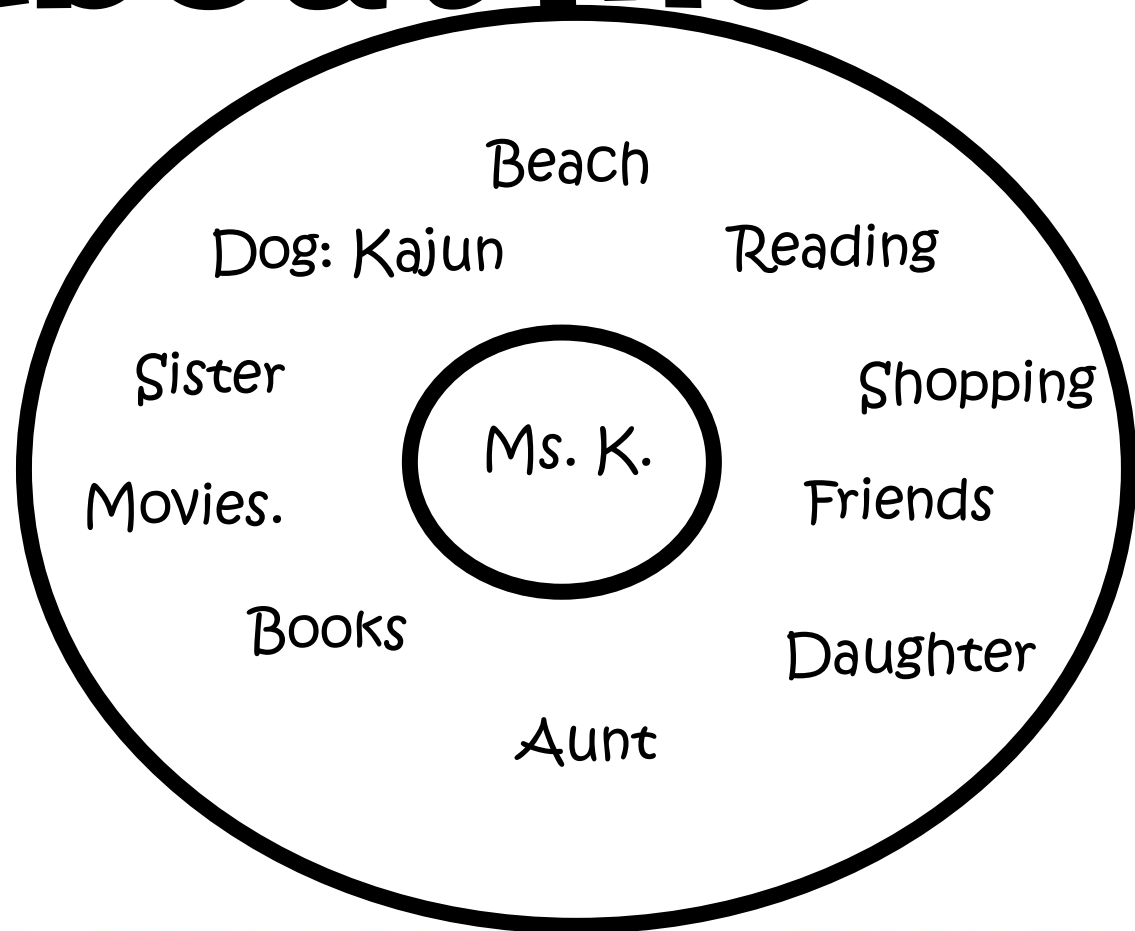 Beach
Dog: Kajun
Reading
Sister
Shopping
Ms. K.
Movies.
Friends
Books
Daughter
Aunt